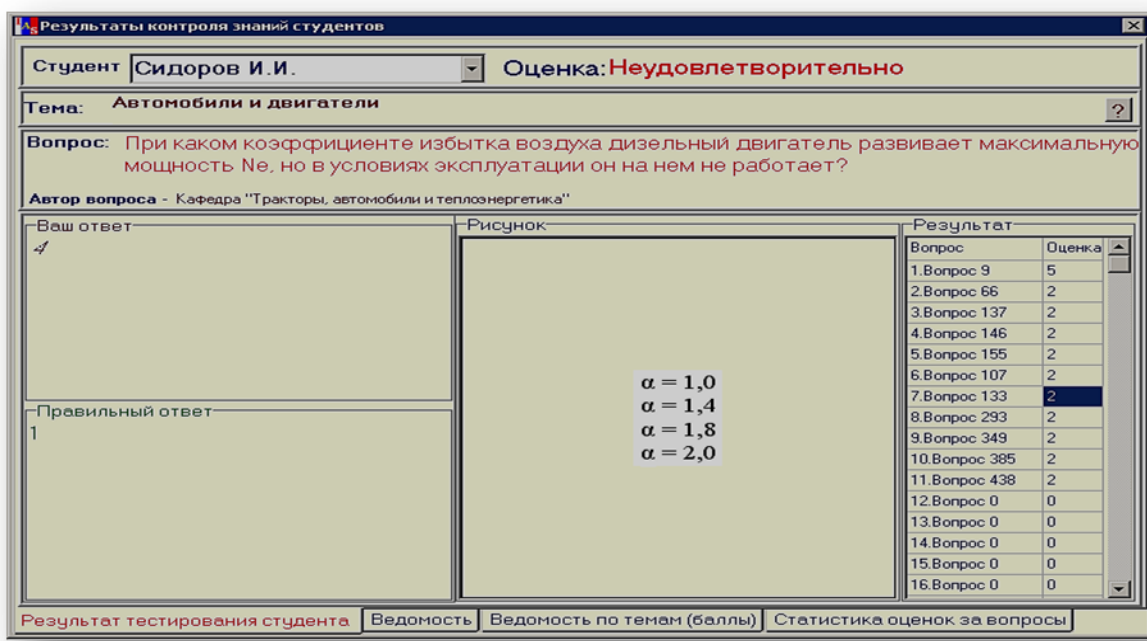 Результаты контроля знаний студентов
Студент Сидоров И.И. Оценка: Неудовлетворительно
Тема: Автомобили и двигатели ?
Вопрос: При каком коэффициенте избытка воздуха дизельный двигатель развивает максимальную
мощность Ne, но в условиях эксплуатации он на нем не работает?
Автор вопроса - Кафедра "Тракторы, автомобили и теплоэнергетика"
Ваш ответ
4
Правильный ответ
1
Рисунок
α = 1,0
α = 1,4
α = 1,8
α = 2,0
Результат
Вопрос Оценка
1.Вопрос 9 5
2.Вопрос 66 2
3.Вопрос 137 2
4.Вопрос 146 2
5.Вопрос 155 2
6.Вопрос 107 2
7.Вопрос 133 2
8.Вопрос 293 2
9.Вопрос 349 2
10.Вопрос 385 2
11.Вопрос 438 2
12.Вопрос 0 0
13.Вопрос 0 0
14.Вопрос 0 0
15.Вопрос 0 0
16.Вопрос 0 0
Результат тестирования студента Ведомость Ведомость по темам (баллы) Статистика оценок за вопросы